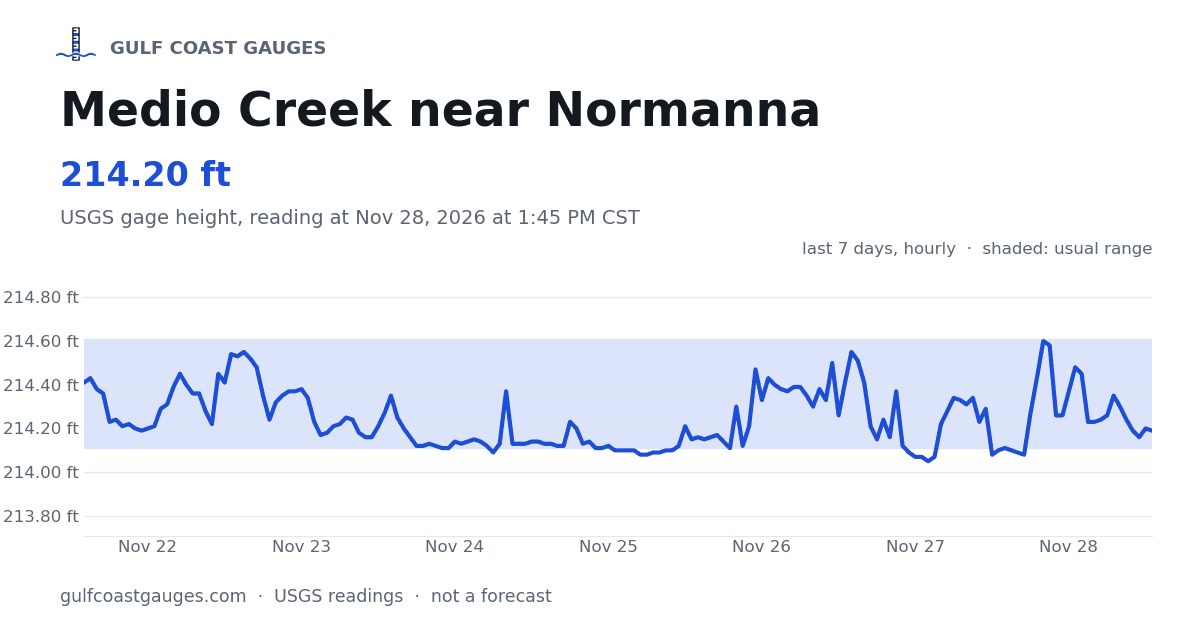 GULF COAST GAUGES
Medio Creek near Normanna
214.20 ft
USGS gage height, reading at Nov 28, 2026 at 1:45 PM CST
last 7 days, hourly · shaded: usual range
214.80 ft
214.60 ft
214.40 ft
214.20 ft
214.00 ft
213.80 ft
Nov 22 Nov 23 Nov 24 Nov 25 Nov 26 Nov 27 Nov 28
gulfcoastgauges.com · USGS readings · not a forecast